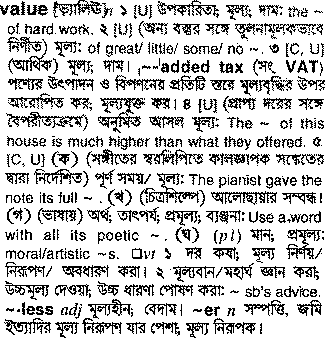 value [ভ্যালিউ] n ১ [U] উপকারিতা; মূল্য; দাম: the ~
of hard work. ২ [U] (অন্য বস্তুর সঙ্গে তুলনামূলকভাবে
নির্ণীত) মূল্য: of great/ little/ some/ no ~. ৩ [C, U]
(আর্থিক) মূল্য, দাম। ~-added tax (সং VAT)
পণ্যের উৎপাদন ও বিপণনের প্রতিটি স্তরে মূল্যবৃদ্ধির উপর
আরোপিত কর; মূল্যযুক্ত কর। ৪ [U] (প্রাপ্য দরের সঙ্গে
বৈপরীত্যক্রমে) অনুমিত আসল মূল্য: The ~ of this
house is much higher than what they offered. ৫
[C, U] (ক) (সঙ্গীতের স্বরলিপিতে কালজ্ঞাপক সঙ্কেতের
দ্বারা নির্দেশিত) পূর্ণ সময়/ মূল্য: The pianist gave the
note its full ~. (খ) (চিত্রশিল্পে) আলোছায়ার সম্বন্ধ।
(গ) (ভাষায়) অর্থ; তাৎপর্য; প্রমূল্য; ব্যঞ্জনা: Use a word
with all its poetic ~. (ঘ) (pl) মান; প্রমূল্য:
moral/artistic ~s. □vt ১ দর কষা; মূল্য নির্ণয়/
নিরূপণ/ অবধারণ করা। ২ মূল্যবান/মহার্ঘ জ্ঞান করা;
উচ্চমূল্য দেওয়া; উচ্চ ধারণা পোষণ করা: ~ sb's advice.
~-less adj মূল্যহীন, বেদাম। ~er n সম্পত্তি, জমি
ইত্যাদির মূল্য নিরূপণ যার পেশা; মূল্য নিরূপক।